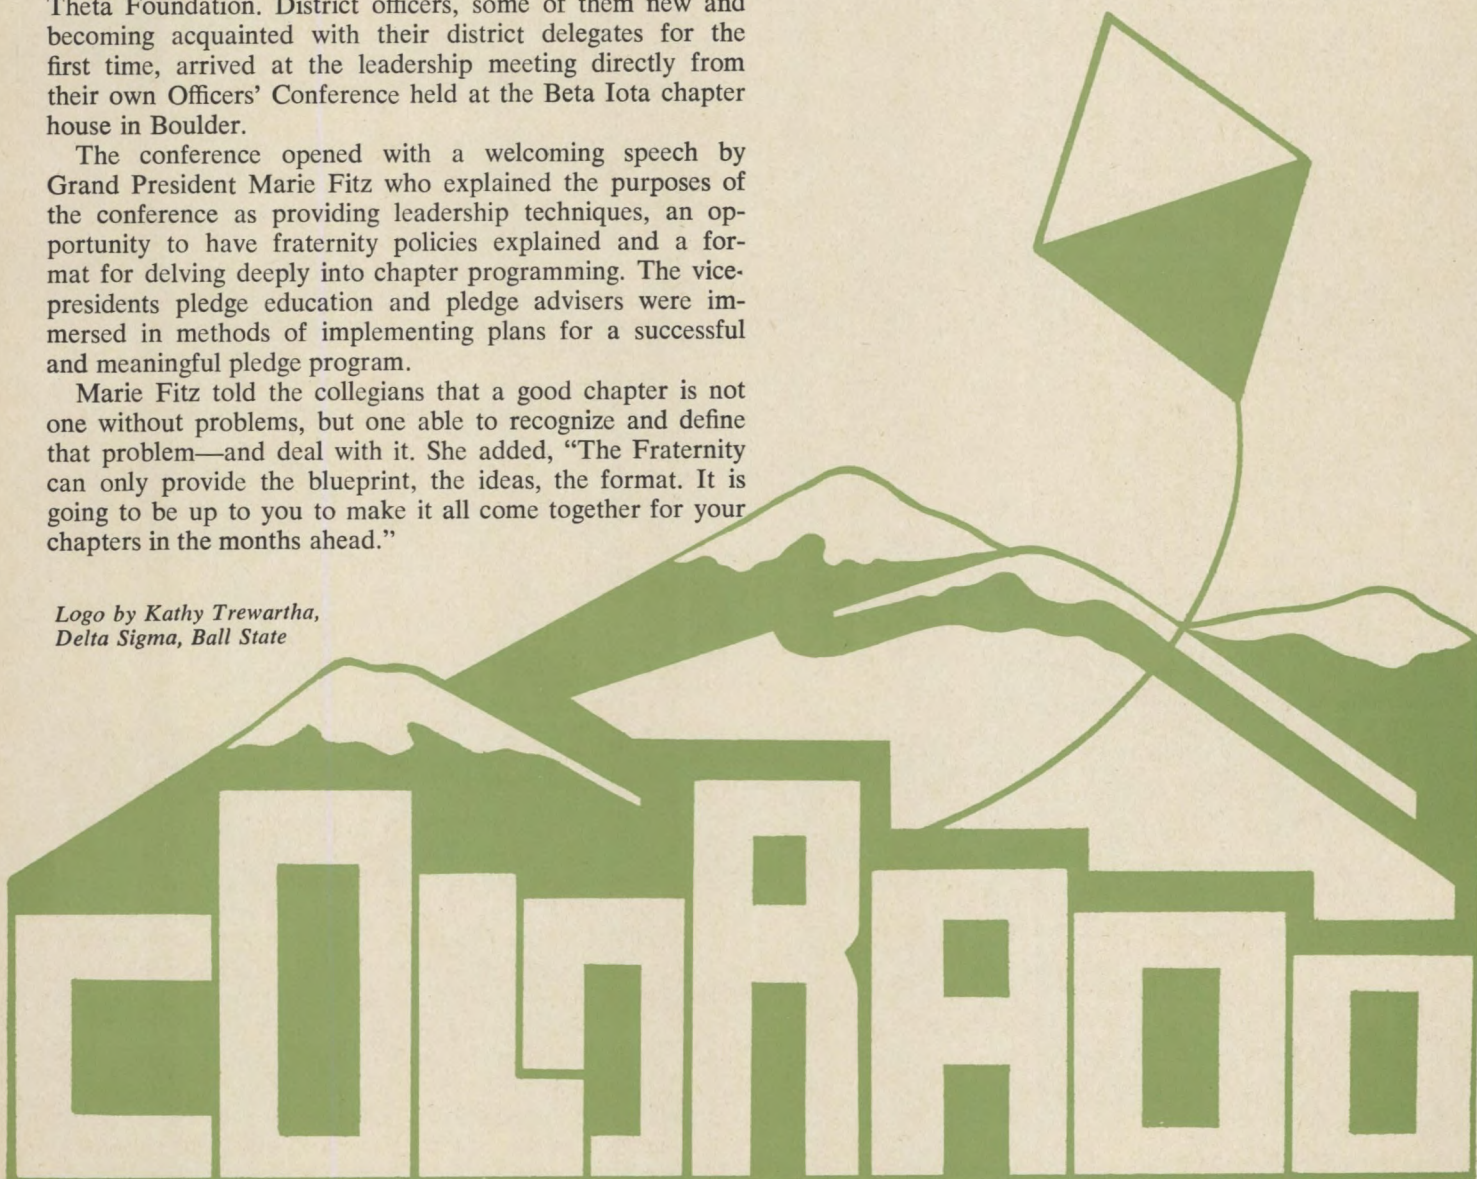 Theta Foundation. District officers, some of them new and
becoming acquainted with their district delegates for the
first time, arrived at the leadership meeting directly from
their own Officers’ Conference held at the Beta Iota chapter
house in Boulder.
The conference opened with a welcoming speech by
Grand President Marie Fitz who explained the purposes of
the conference as providing leadership techniques, an op-
portunity to have fraternity policies explained and a for-
mat for delving deeply into chapter programming. The vice-
presidents pledge education and pledge advisers were im-
mersed in methods of implementing plans for a successful
and meaningful pledge program.
Marie Fitz told the collegians that a good chapter is not
one without problems, but one able to recognize and define
that problem—and deal with it. She added, “The Fraternity
can only provide the blueprint, the ideas, the format. It is
going to be up to you to make it all come together for your
chapters in the months ahead.”
Logo by Kathy Trewartha,
Delta Sigma, Ball State
COLORADO